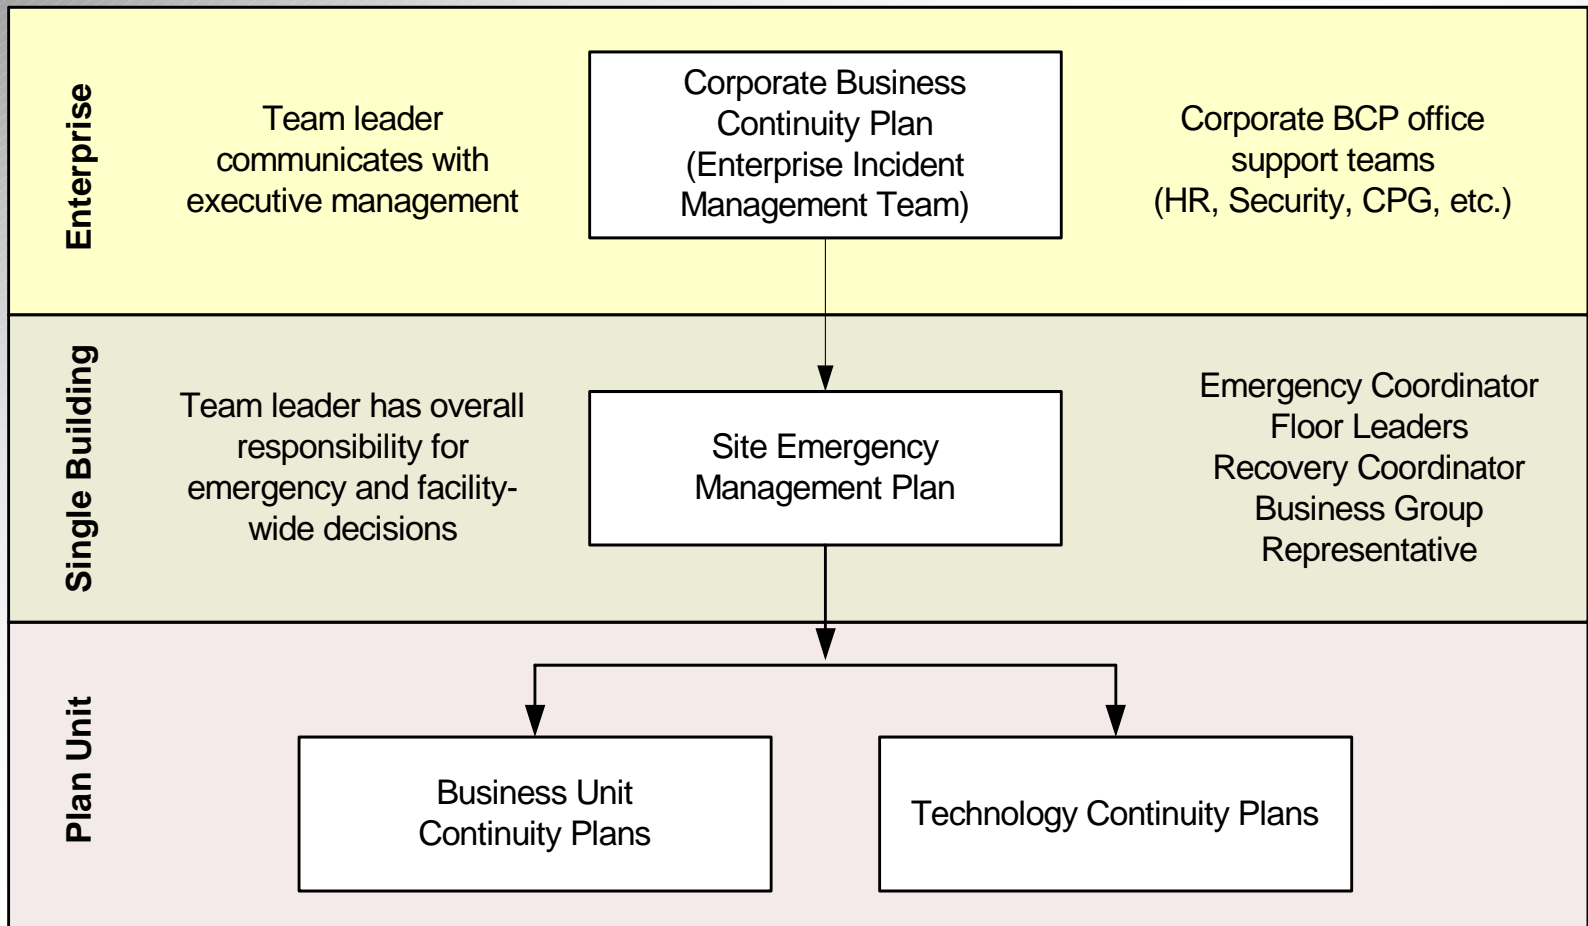 Enterprise
Team leader
communicates with
executive management
Corporate Business
Continuity Plan
(Enterprise Incident
Management Team)
Corporate BCP office
support teams
(HR, Security, CPG, etc.)
Single Building
Team leader has overall
responsibility for
emergency and facility-
wide decisions
Site Emergency
Management Plan
Emergency Coordinator
Floor Leaders
Recovery Coordinator
Business Group
Representative
Plan Unit
Business Unit
Continuity Plans
Technology Continuity Plans